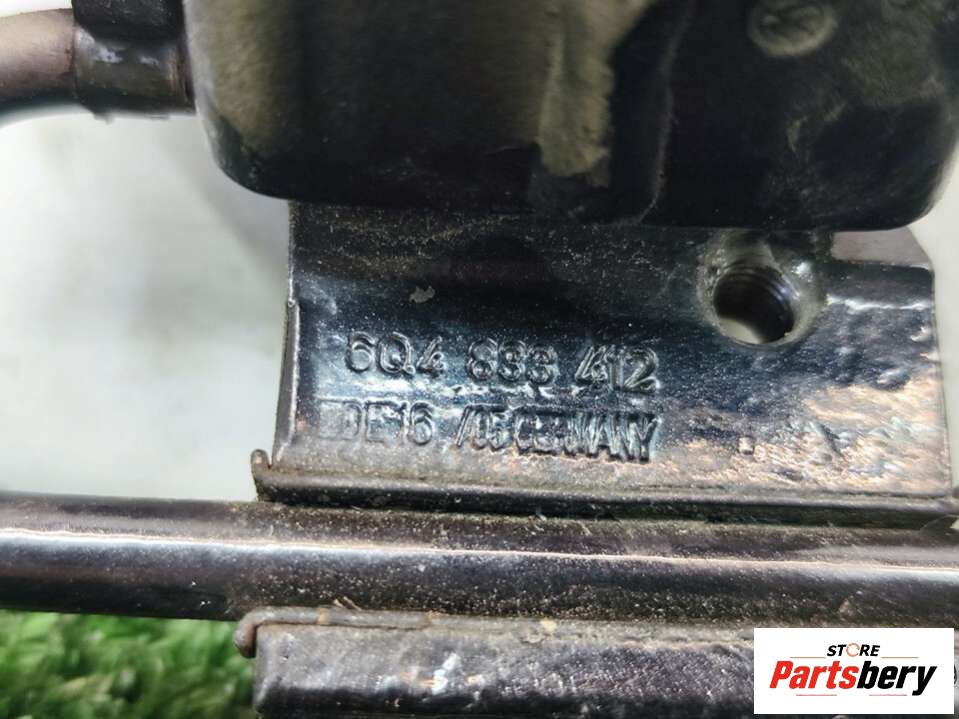 6Q4 833 412
DE16 /05 GERMANY
STORE
Partsbery